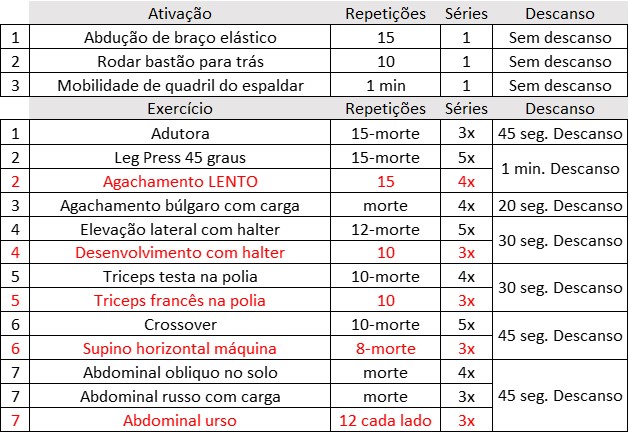 Ativação Repetições Séries Descanso
1 Abdução de braço elástico 15 1 Sem descanso
2 Rodar bastão para trás 10 1 Sem descanso
3 Mobilidade de quadril do espaldar 1 min 1 Sem descanso
Exercício Repetições Séries Descanso
1 Adutora 15-morte 3x 45 seg. Descanso
2 Leg Press 45 graus 15-morte 5x 1 min. Descanso
2 Agachamento LENTO 15 4x
3 Agachamento búlgaro com carga morte 4x 20 seg. Descanso
4 Elevação lateral com halter 12-morte 5x 30 seg. Descanso
4 Desenvolvimento com halter 10 3x
5 Triceps testa na polia 10-morte 4x 30 seg. Descanso
5 Triceps francês na polia 10 3x
6 Crossover 10-morte 5x 45 seg. Descanso
6 Supino horizontal máquina 8-morte 3x
7 Abdominal obliquo no solo morte 4x
7 Abdominal russo com carga morte 3x 45 seg. Descanso
7 Abdominal urso 12 cada lado 3x